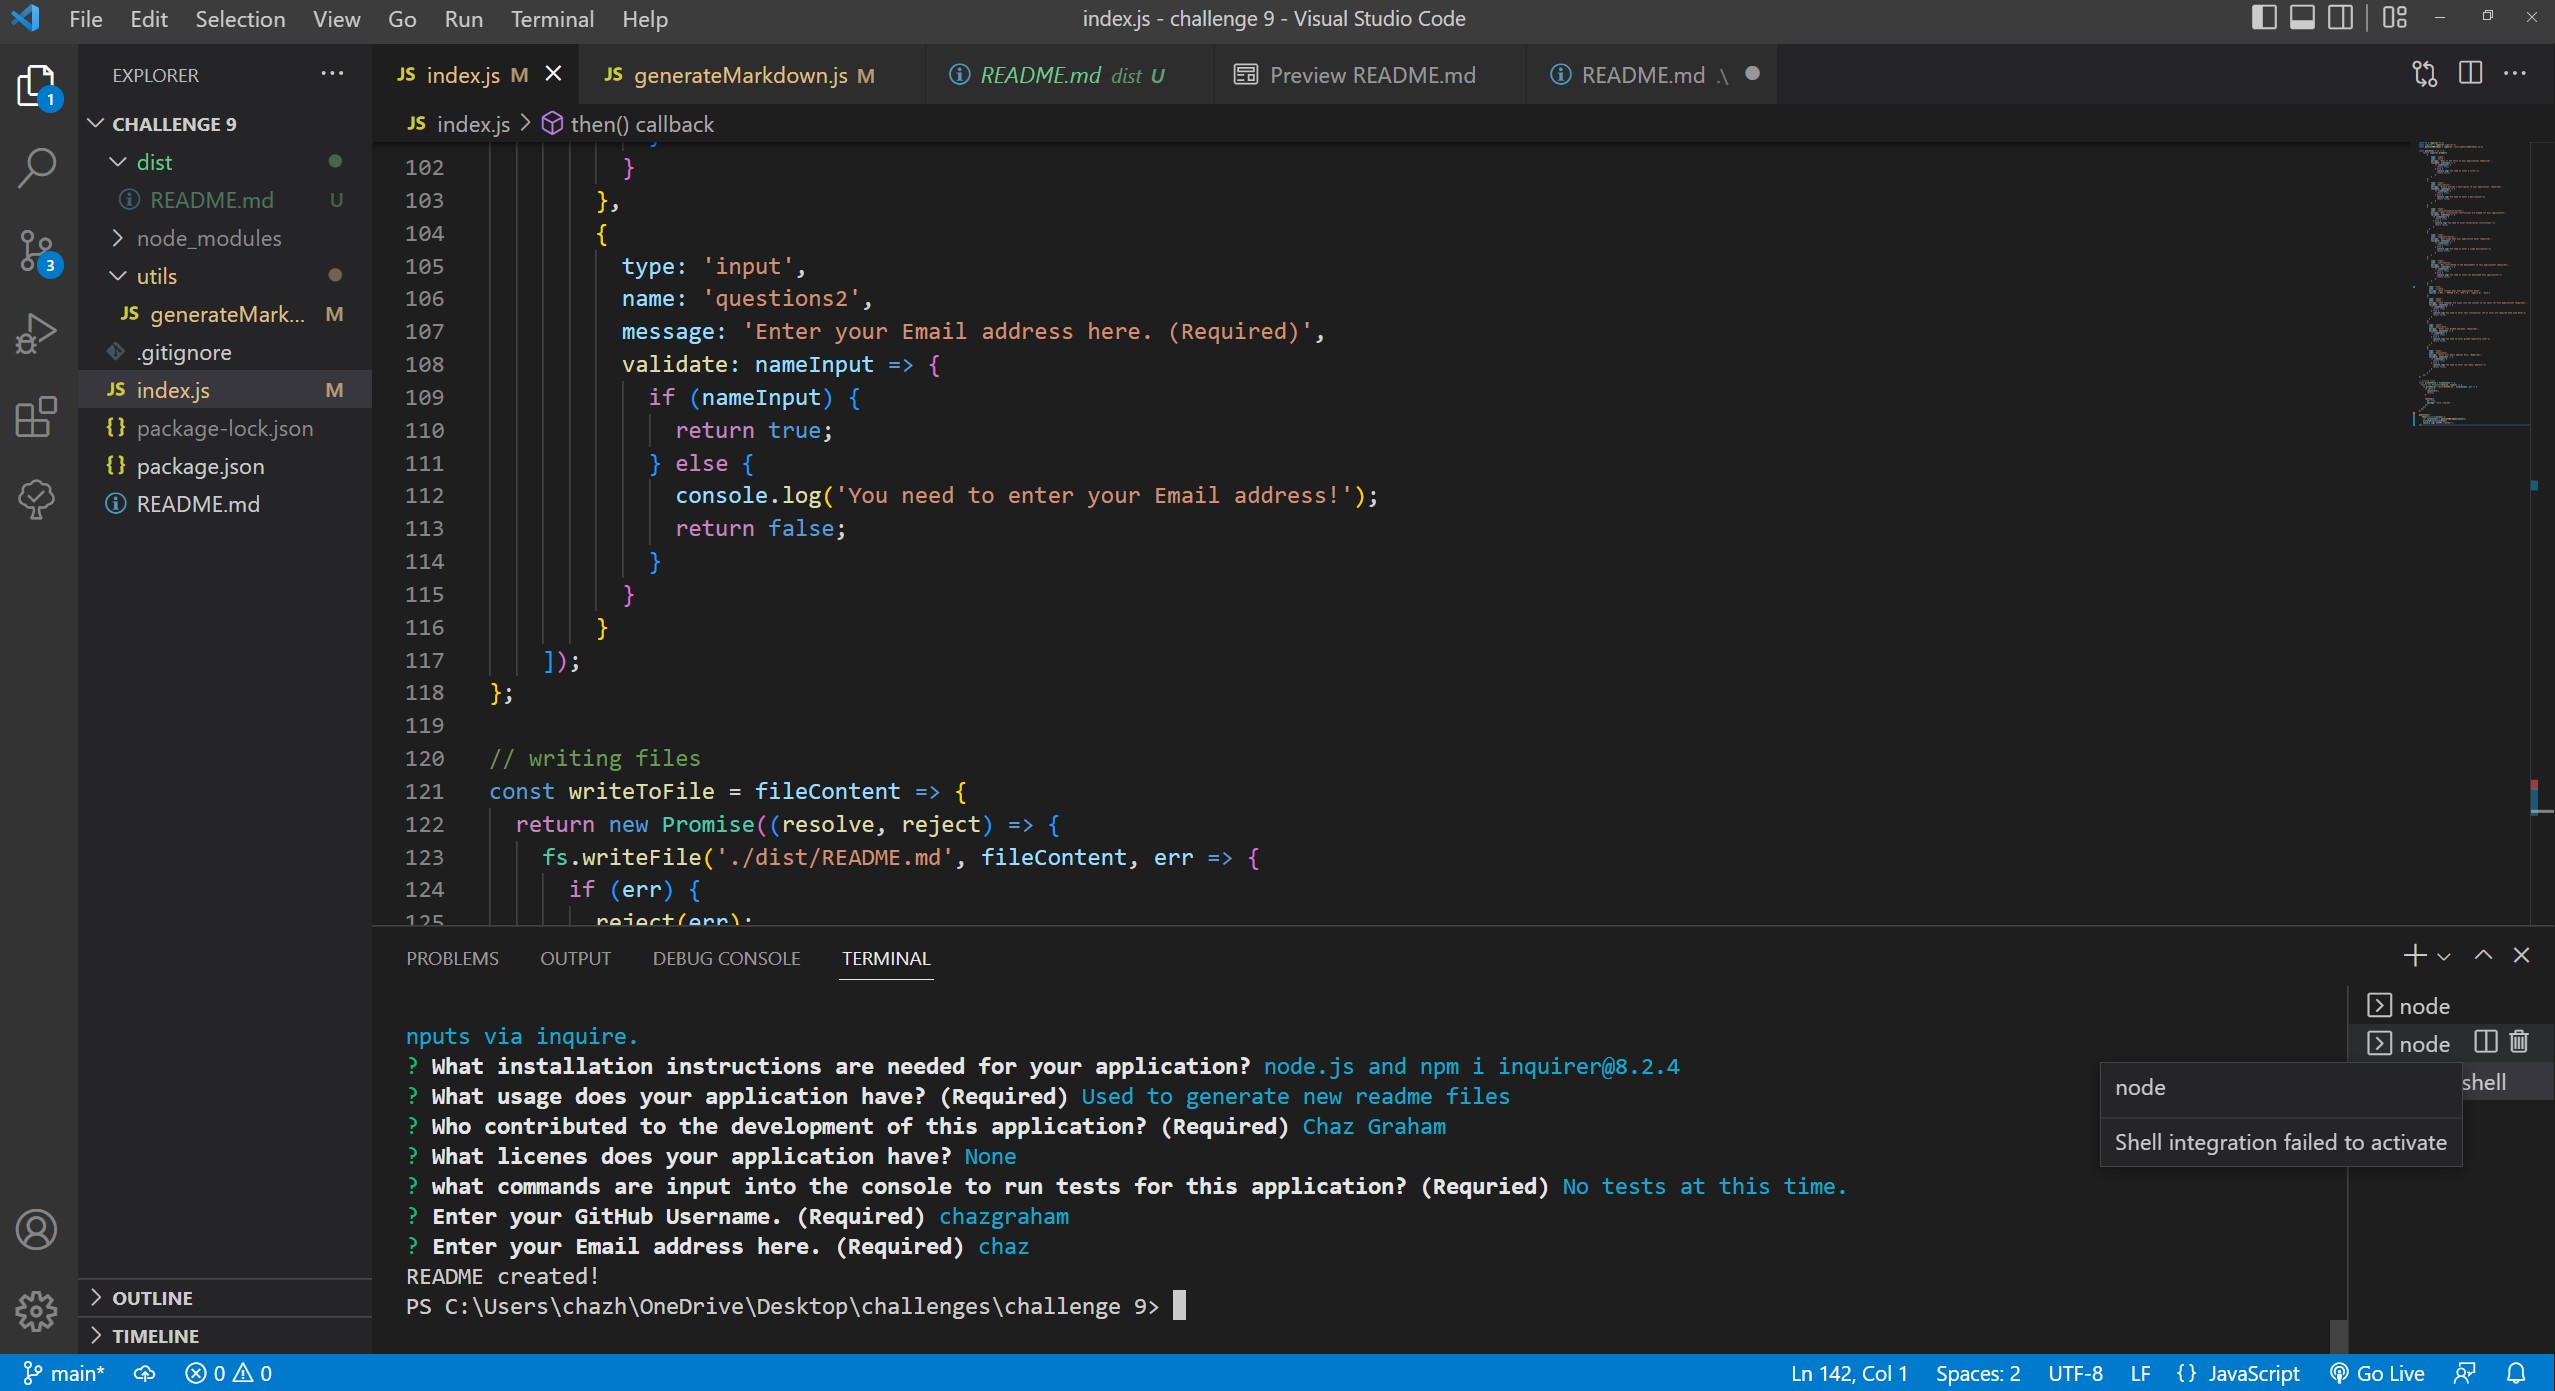 File Edit Selection View Go Run Terminal Help
index.js - challenge 9 - Visual Studio Code
EXPLORER
CHALLENGE 9
dist
README.md U
node_modules
utils
generateMark... M
.gitignore
JS index.js M
{} package-lock.json
{} package.json
README.md
OUTLINE
TIMELINE
1
3
JS index.js M
JS generateMarkdown.js M
README.md dist U
Preview README.md
README.md .\
JS index.js > then() callback
102 }
103 },
104 {
105 type: 'input',
106 name: 'questions2',
107 message: 'Enter your Email address here. (Required)',
108 validate: nameInput => {
109 if (nameInput) {
110 return true;
111 } else {
112 console.log('You need to enter your Email address!');
113 return false;
114 }
115 }
116 }
117 ]);
118 };
119
120 // writing files
121 const writeToFile = fileContent => {
122 return new Promise((resolve, reject) => {
123 fs.writeFile('./dist/README.md', fileContent, err => {
124 if (err) {
125 reject(err);
PROBLEMS OUTPUT DEBUG CONSOLE TERMINAL
nputs via inquire.
? What installation instructions are needed for your application? node.js and npm i inquirer@8.2.4
? What usage does your application have? (Required) Used to generate new readme files
? Who contributed to the development of this application? (Required) Chaz Graham
? What licenes does your application have? None
? what commands are input into the console to run tests for this application? (Requried) No tests at this time.
? Enter your GitHub Username. (Required) chazgraham
? Enter your Email address here. (Required) chaz
README created!
PS C:\Users\chazh\OneDrive\Desktop\challenges\challenge 9>
node
node
shell
node
Shell integration failed to activate
main* 0 0
Ln 142, Col 1 Spaces: 2 UTF-8 LF {} JavaScript Go Live